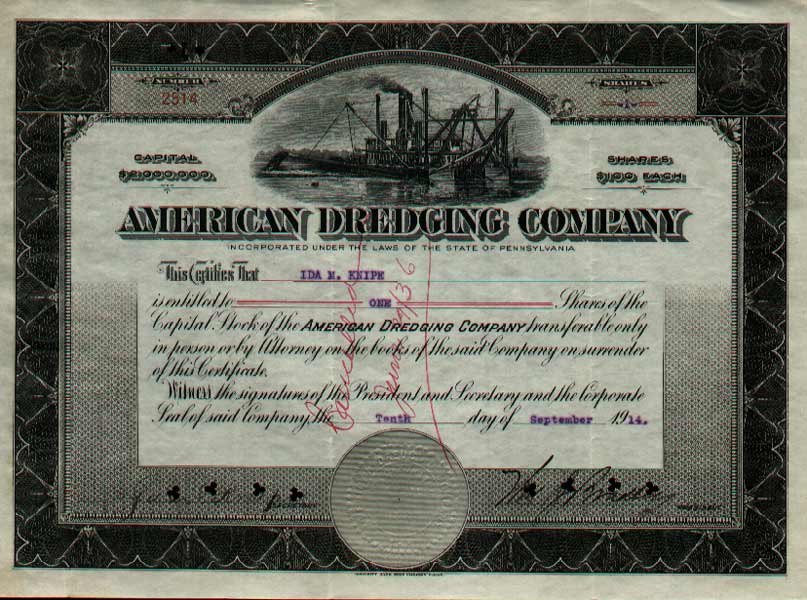 NUMBER
2514
SHARES
1
CAPITAL
$2000000.
SHARES
$100 EACH
AMERICAN DREDGING COMPANY
INCORPORATED UNDER THE LAWS OF THE STATE OF PENNSYLVANIA
This Certifies That IDA M. KNIPE
is entitled to ONE Shares of the
Capital Stock of the AMERICAN DREDGING COMPANY transferable only
in person or by Attorney on the books of the said Company on surrender
of this Certificate.
Witness the signatures of the President and Secretary and the Corporate
Seal of said Company, the Tenth day of September 1914.
Cancelled